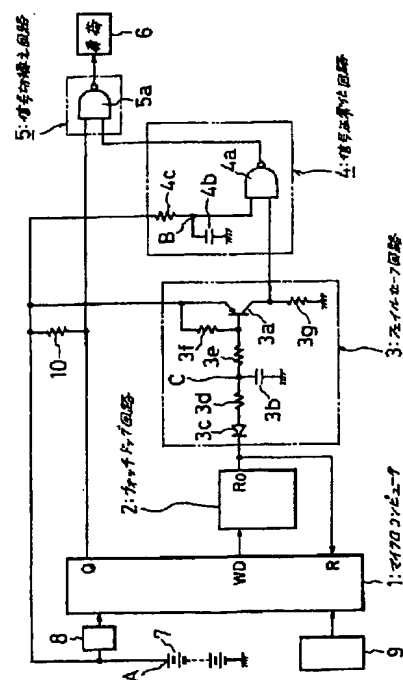 5:信号切換え回路
負荷
6
5a
4c
B
4b
4a
4:信号正常化回路
10
3f
3e
3a
3g
C
3d
3b
3c
3:フェイルセーフ回路
2:ウォッチドッグ回路
Ro
Q
WD
R
1:マイクロコンピュータ
8
7
A
9